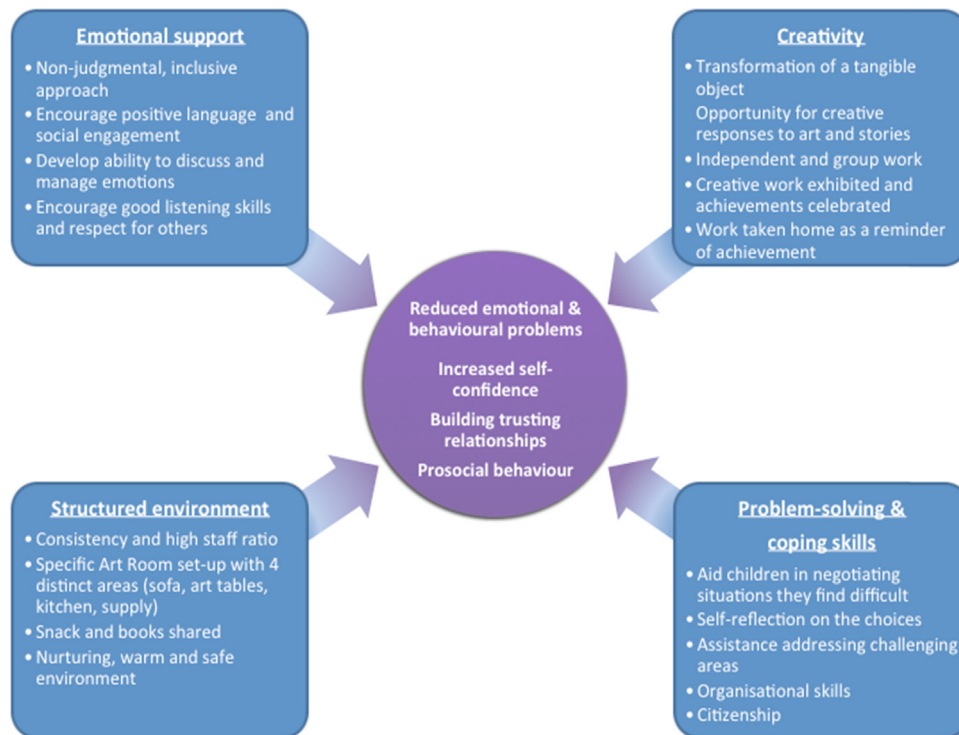 Emotional support
• Non-judgmental, inclusive
approach
• Encourage positive language and
social engagement
• Develop ability to discuss and
manage emotions
• Encourage good listening skills
and respect for others
Creativity
• Transformation of a tangible
object
Opportunity for creative
responses to art and stories
• Independent and group work
• Creative work exhibited and
achievements celebrated
• Work taken home as a reminder
of achievement
Reduced emotional &
behavioural problems
Increased self-
confidence
Building trusting
relationships
Prosocial behaviour
Structured environment
• Consistency and high staff ratio
• Specific Art Room set-up with 4
distinct areas (sofa, art tables,
kitchen, supply)
• Snack and books shared
• Nurturing, warm and safe
environment
Problem-solving &
coping skills
• Aid children in negotiating
situations they find difficult
• Self-reflection on the choices
• Assistance addressing challenging
areas
• Organisational skills
• Citizenship